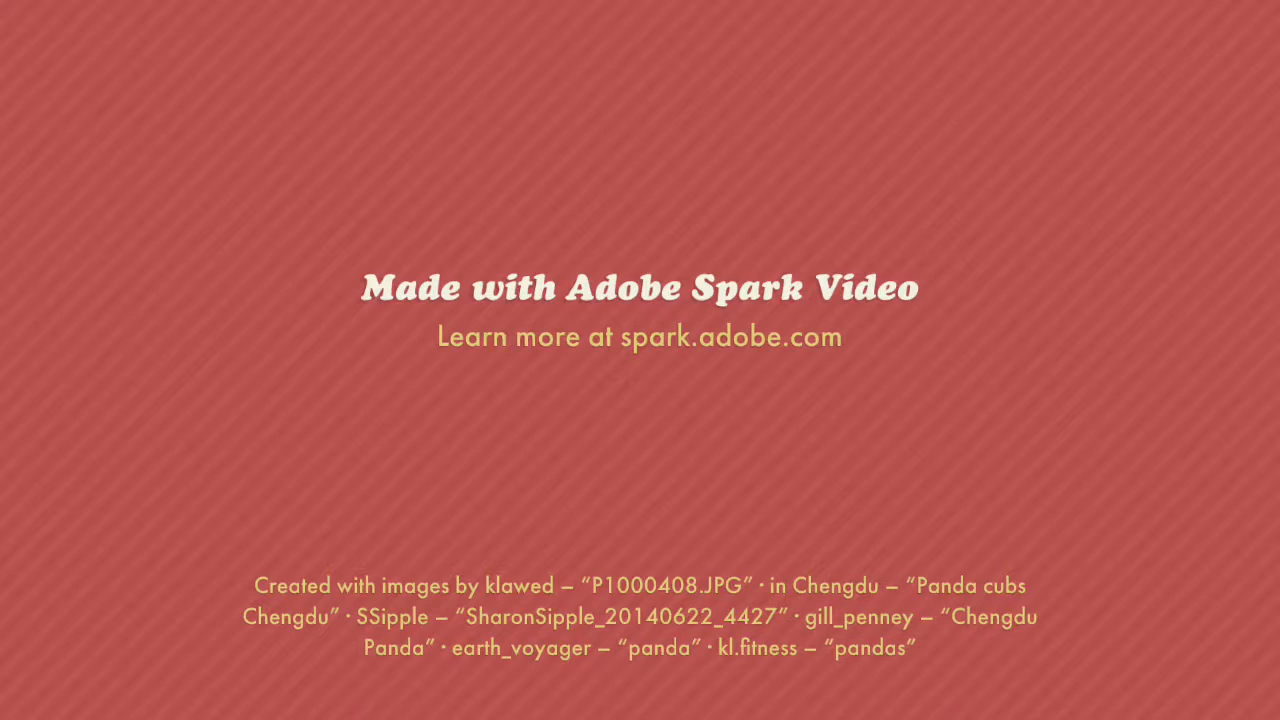 Made with Adobe Spark Video
Learn more at spark.adobe.com
Created with images by klawed – “P1000408.JPG” · in Chengdu – “Panda cubs
Chengdu” · SSipple – “SharonSipple_20140622_4427” · gill_penney – “Chengdu
Panda” · earth_voyager – “panda” · kl.fitness – “pandas”